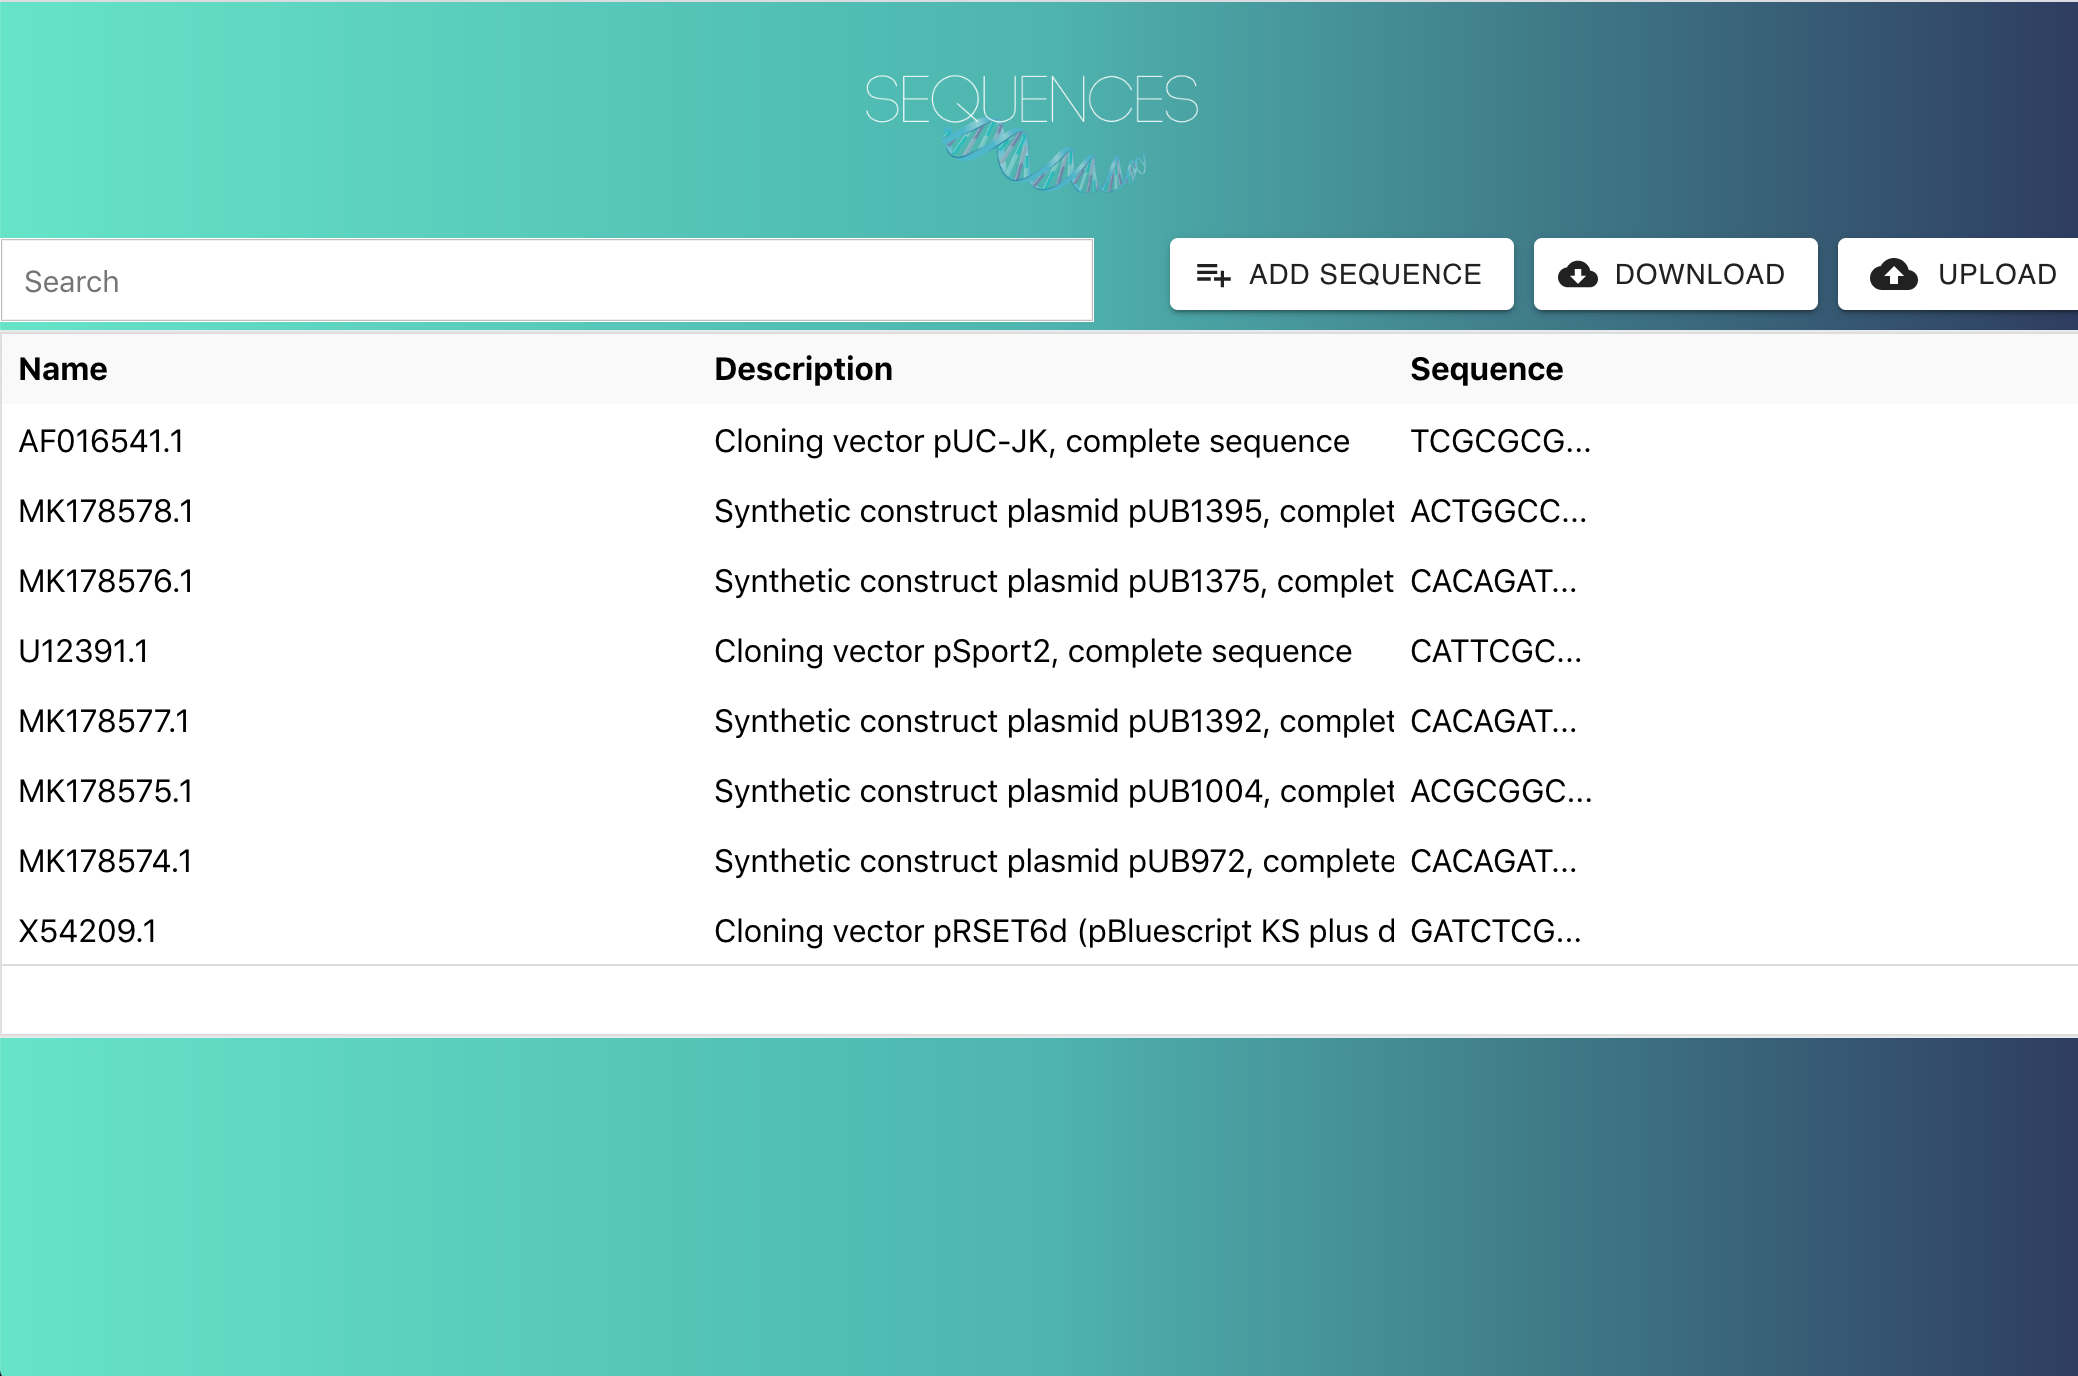 SEQUENCES
Search
ADD SEQUENCE
DOWNLOAD
UPLOAD
Name Description Sequence
AF016541.1 Cloning vector pUC-JK, complete sequence TCGCGCG...
MK178578.1 Synthetic construct plasmid pUB1395, complet ACTGGCC...
MK178576.1 Synthetic construct plasmid pUB1375, complet CACAGAT...
U12391.1 Cloning vector pSport2, complete sequence CATTCGC...
MK178577.1 Synthetic construct plasmid pUB1392, complet CACAGAT...
MK178575.1 Synthetic construct plasmid pUB1004, complet ACGCGGC...
MK178574.1 Synthetic construct plasmid pUB972, complete CACAGAT...
X54209.1 Cloning vector pRSET6d (pBluescript KS plus d GATCTCG...